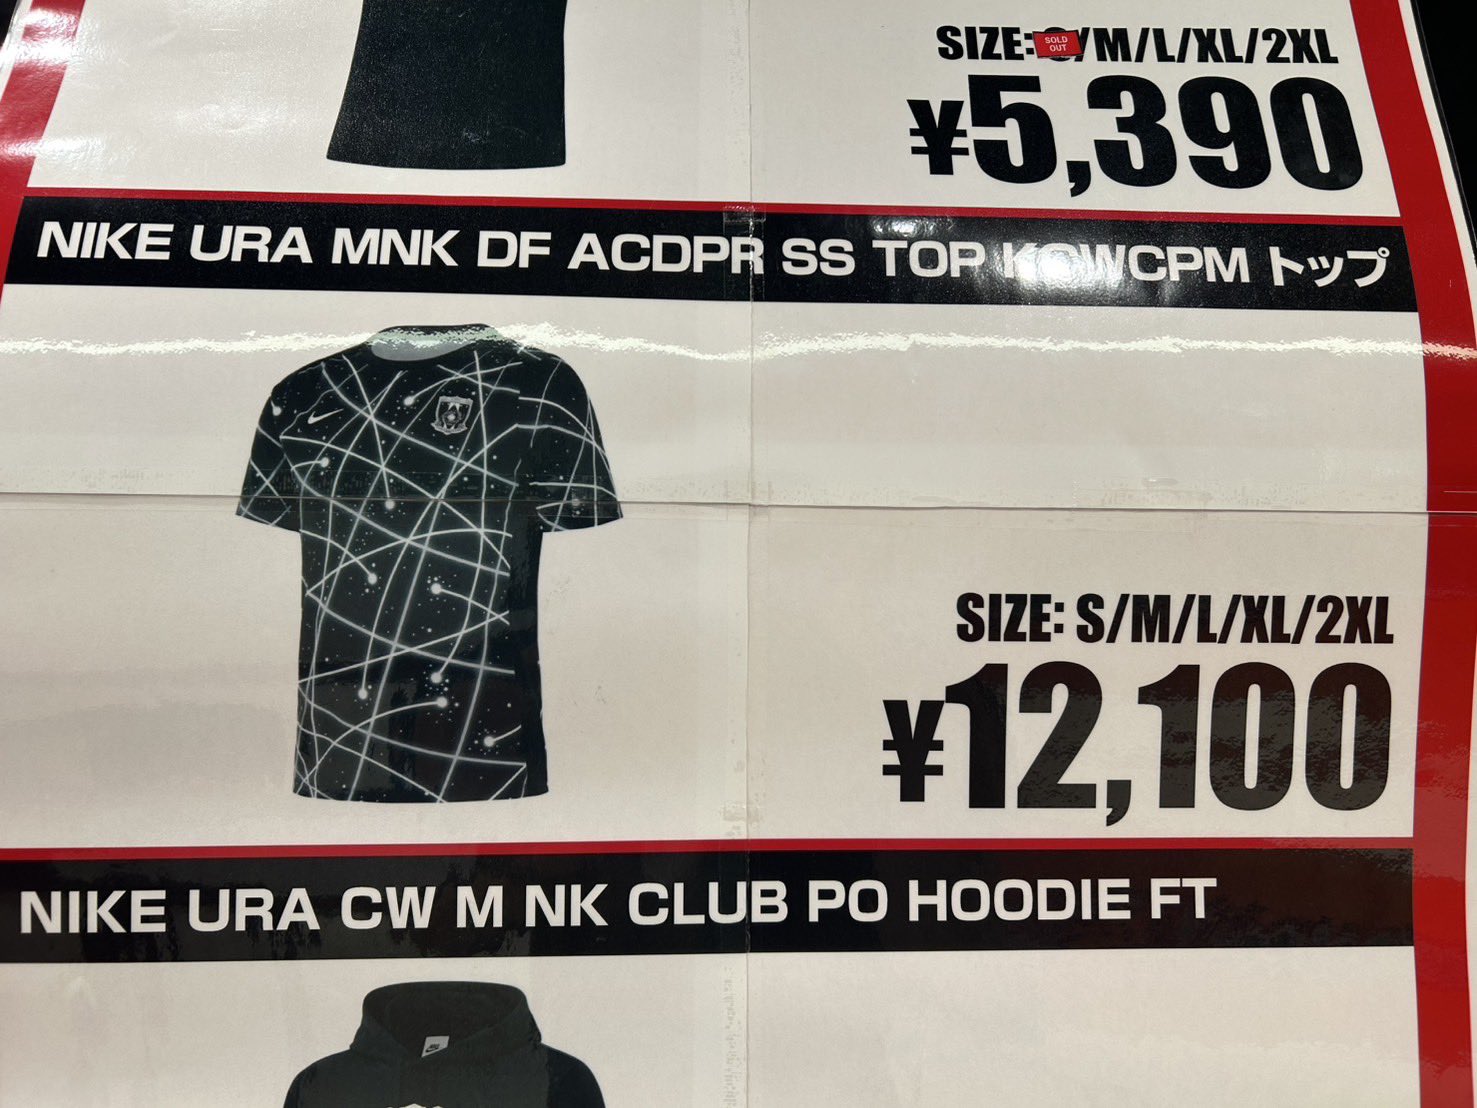 SIZE: S/M/L/XL/2XL
SOLD OUT
¥5,390
NIKE URA MNK DF ACDPR SS TOP KCWCPM トップ
SIZE: S/M/L/XL/2XL
¥12,100
NIKE URA CW M NK CLUB PO HOODIE FT